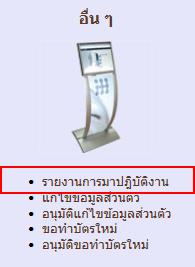 อื่น ๆ
รายงานการมาปฏิบัติงาน
แก้ไขข้อมูลส่วนตัว
อนุมัติแก้ไขข้อมูลส่วนตัว
ขอทำบัตรใหม่
อนุมัติขอทำบัตรใหม่